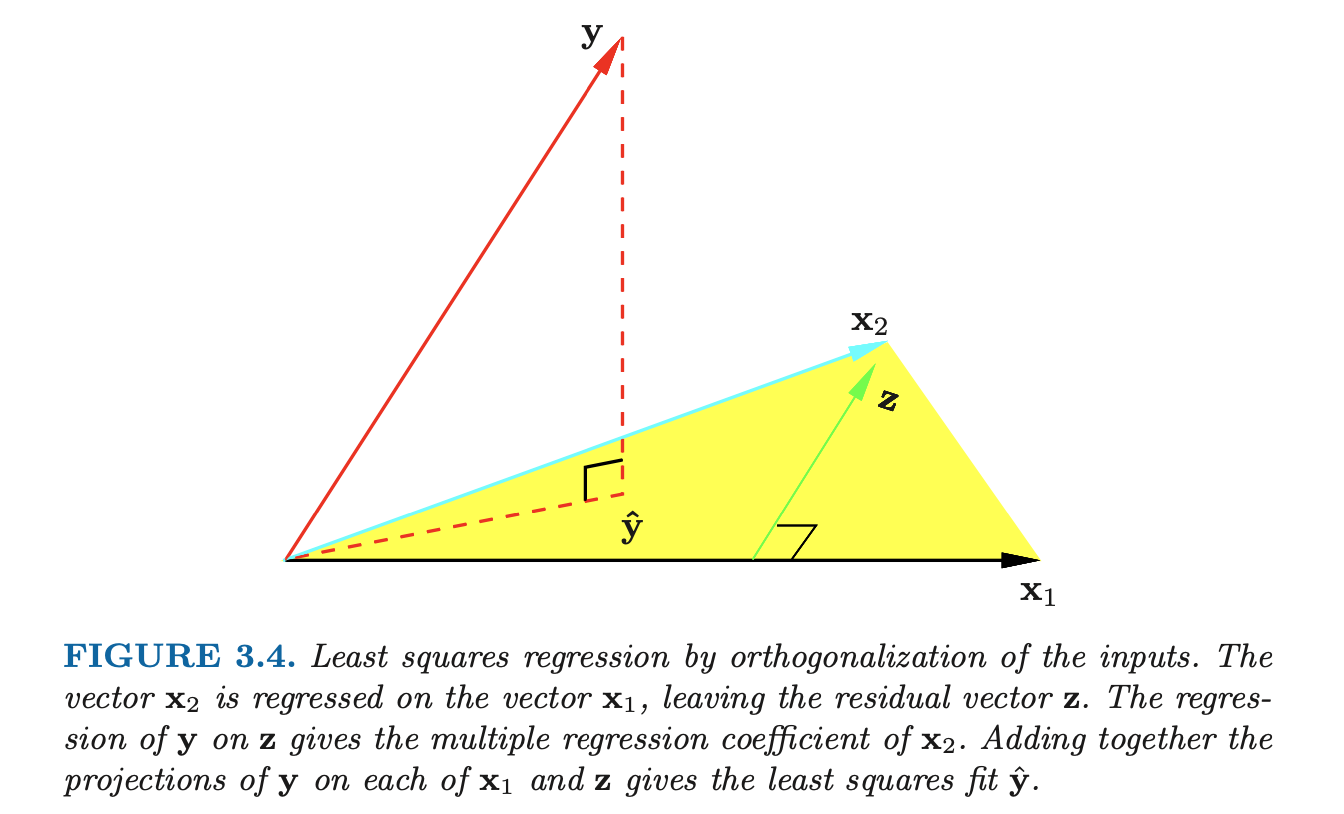 y
x₂
z
ŷ
x₁
FIGURE 3.4. Least squares regression by orthogonalization of the inputs. The
vector x₂ is regressed on the vector x₁, leaving the residual vector z. The regres-
sion of y on z gives the multiple regression coefficient of x₂. Adding together the
projections of y on each of x₁ and z gives the least squares fit ŷ.